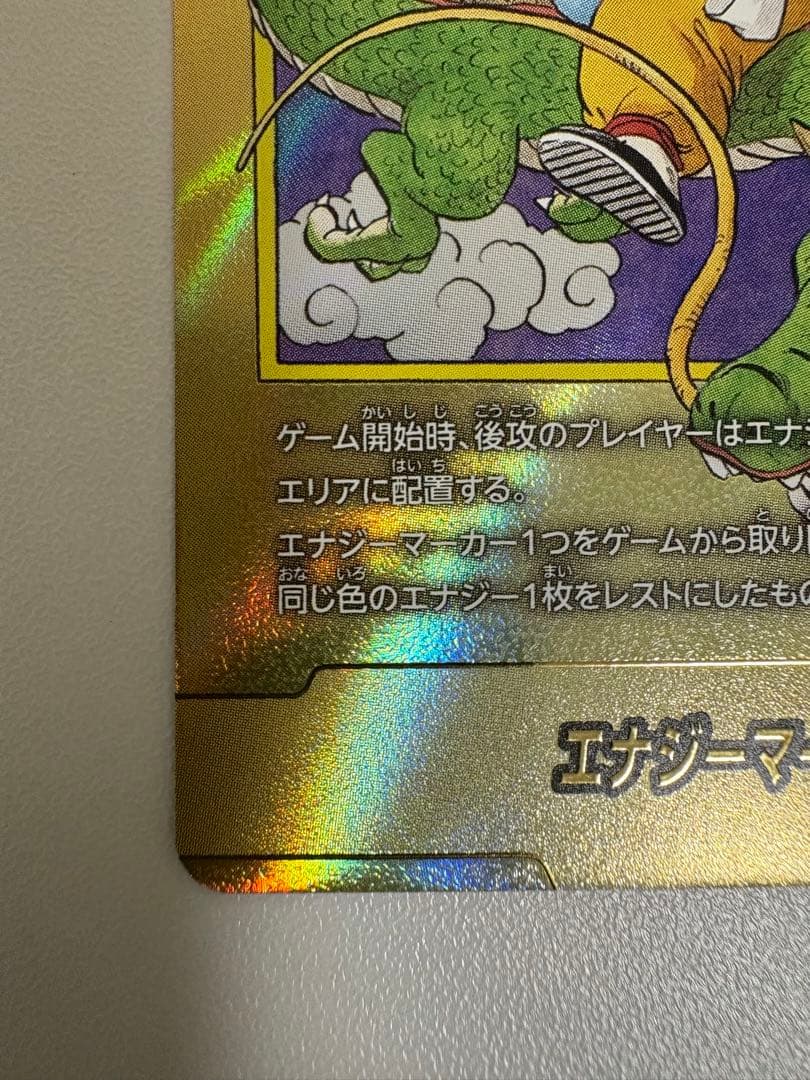 ゲーム開始時、後攻のプレイヤーはエナジ
エリアに配置する。
エナジーマーカー1つをゲームから取り
同じ色のエナジー1枚をレストにしたもの
エナジーマー